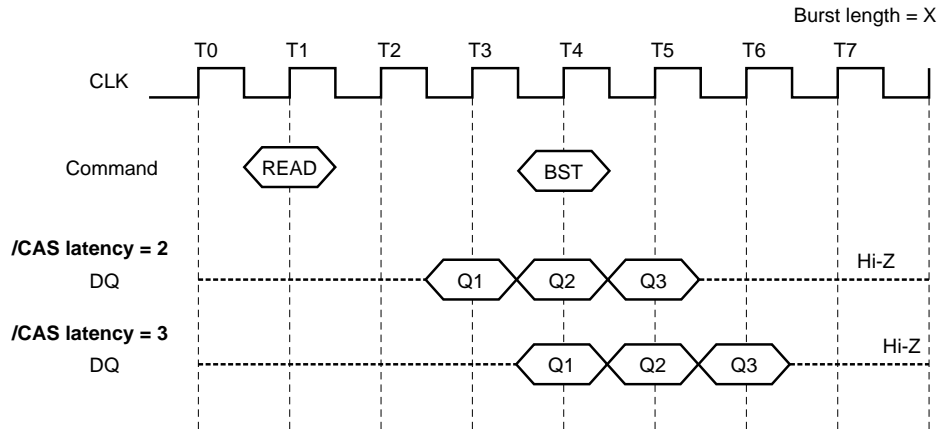 Burst length = X
T0 T1 T2 T3 T4 T5 T6 T7
CLK
Command READ BST
/CAS latency = 2
DQ Q1 Q2 Q3 Hi-Z
/CAS latency = 3
DQ Q1 Q2 Q3 Hi-Z